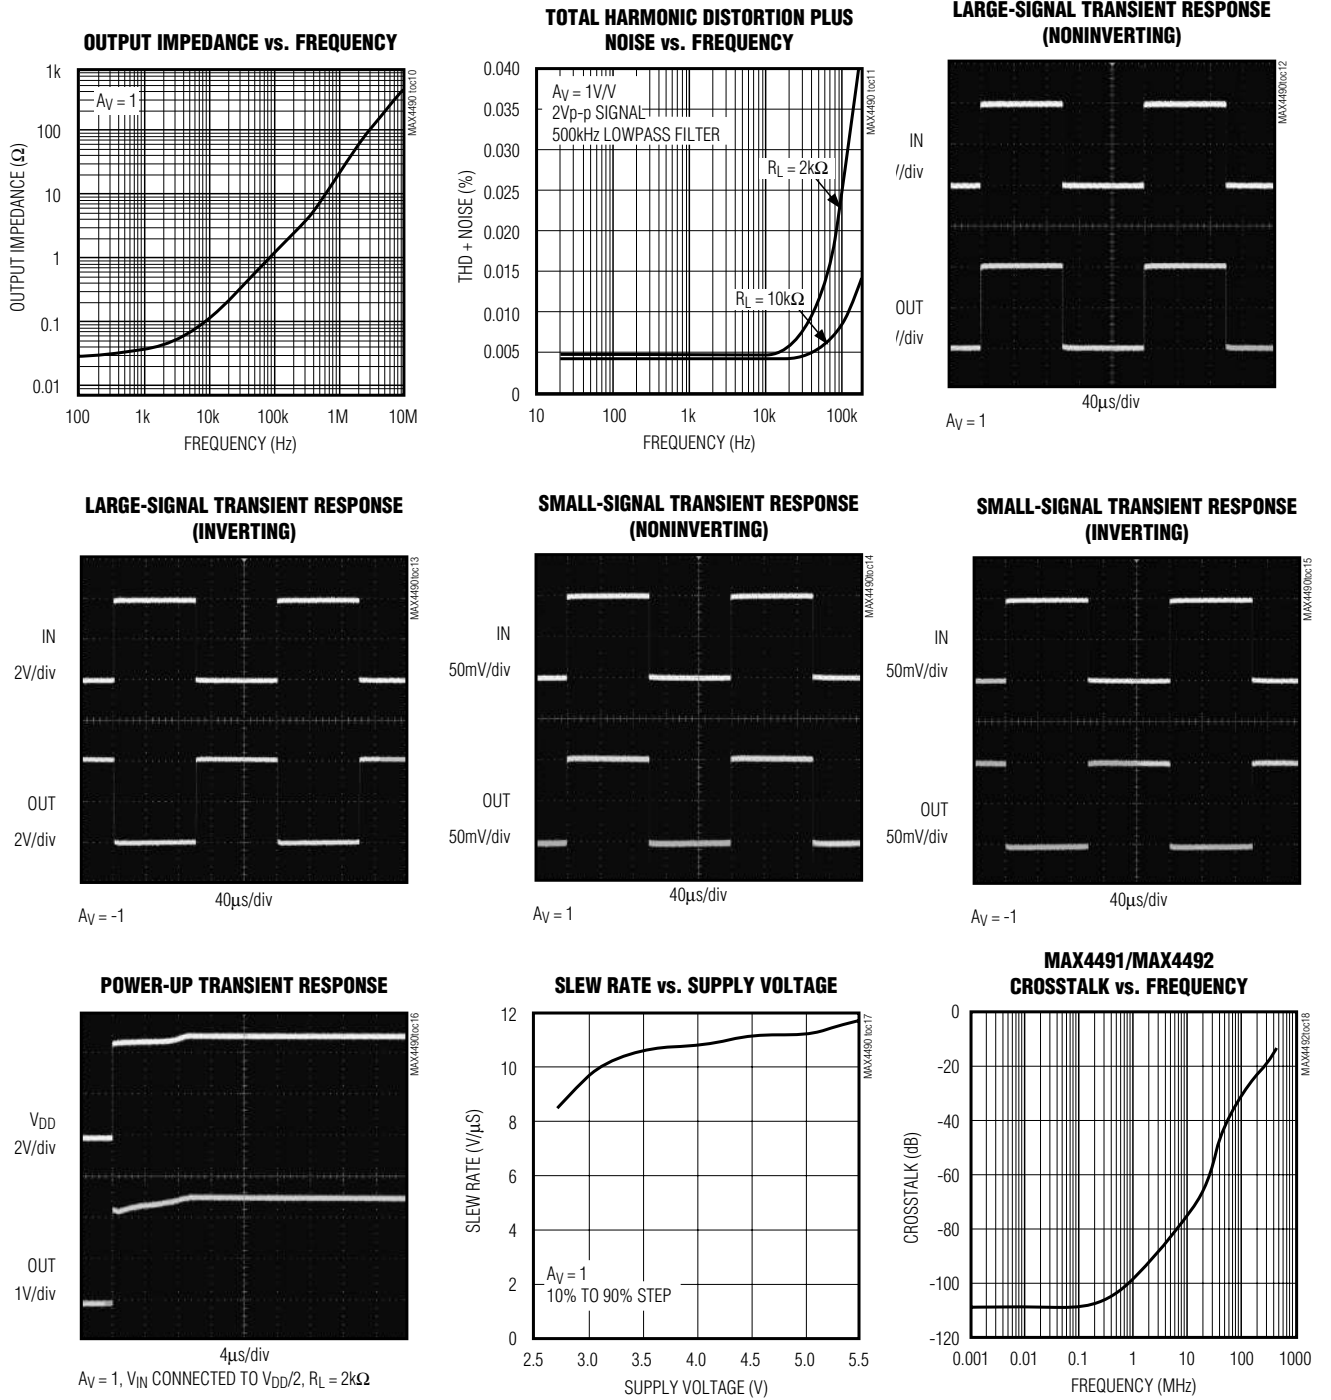 OUTPUT IMPEDANCE vs. FREQUENCY
MAX4490 toc10
AV = 1
1k
100
10
1
0.1
0.01
OUTPUT IMPEDANCE (Ω)
100 1k 10k 100k 1M 10M
FREQUENCY (Hz)
TOTAL HARMONIC DISTORTION PLUS
NOISE vs. FREQUENCY
MAX4490 toc11
AV = 1V/V
2Vp-p SIGNAL
500kHz LOWPASS FILTER
RL = 2kΩ
RL = 10kΩ
0.040
0.035
0.030
0.025
0.020
0.015
0.010
0.005
0
THD + NOISE (%)
10 100 1k 10k 100k
FREQUENCY (Hz)
LARGE-SIGNAL TRANSIENT RESPONSE
(NONINVERTING)
MAX4490toc12
IN
/div
OUT
/div
40µs/div
AV = 1
LARGE-SIGNAL TRANSIENT RESPONSE
(INVERTING)
MAX4490toc13
IN
2V/div
OUT
2V/div
40µs/div
AV = -1
SMALL-SIGNAL TRANSIENT RESPONSE
(NONINVERTING)
MAX4490toc14
IN
50mV/div
OUT
50mV/div
40µs/div
AV = 1
SMALL-SIGNAL TRANSIENT RESPONSE
(INVERTING)
MAX4490toc15
IN
50mV/div
OUT
50mV/div
40µs/div
AV = -1
POWER-UP TRANSIENT RESPONSE
MAX4490toc16
VDD
2V/div
OUT
1V/div
4µs/div
AV = 1, VIN CONNECTED TO VDD/2, RL = 2kΩ
SLEW RATE vs. SUPPLY VOLTAGE
MAX4490 toc17
12
10
8
6
4
2
0
SLEW RATE (V/µS)
AV = 1
10% TO 90% STEP
2.5 3.0 3.5 4.0 4.5 5.0 5.5
SUPPLY VOLTAGE (V)
MAX4491/MAX4492
CROSSTALK vs. FREQUENCY
MAX4492toc18
0
-20
-40
-60
-80
-100
-120
CROSSTALK (dB)
0.001 0.01 0.1 1 10 100 1000
FREQUENCY (MHz)